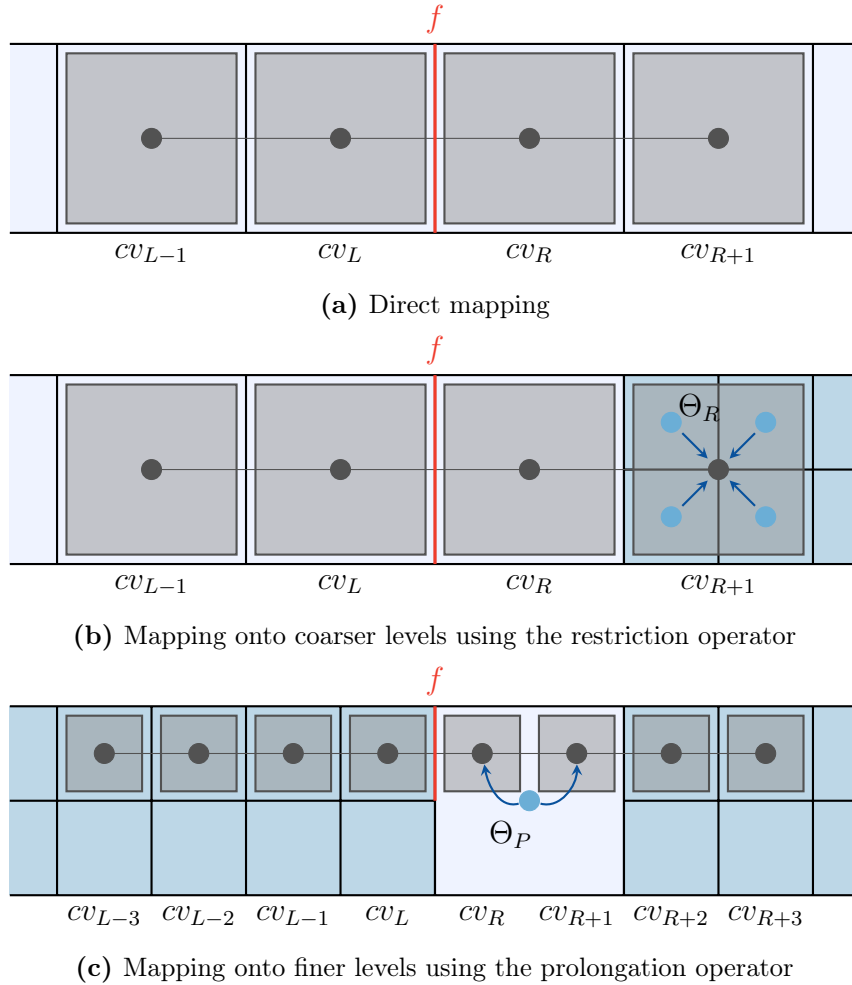 f
cv_{L−1} cv_L cv_R cv_{R+1}
(a) Direct mapping
f
Θ_R
cv_{L−1} cv_L cv_R cv_{R+1}
(b) Mapping onto coarser levels using the restriction operator
f
Θ_P
cv_{L−3} cv_{L−2} cv_{L−1} cv_L cv_R cv_{R+1} cv_{R+2} cv_{R+3}
(c) Mapping onto finer levels using the prolongation operator